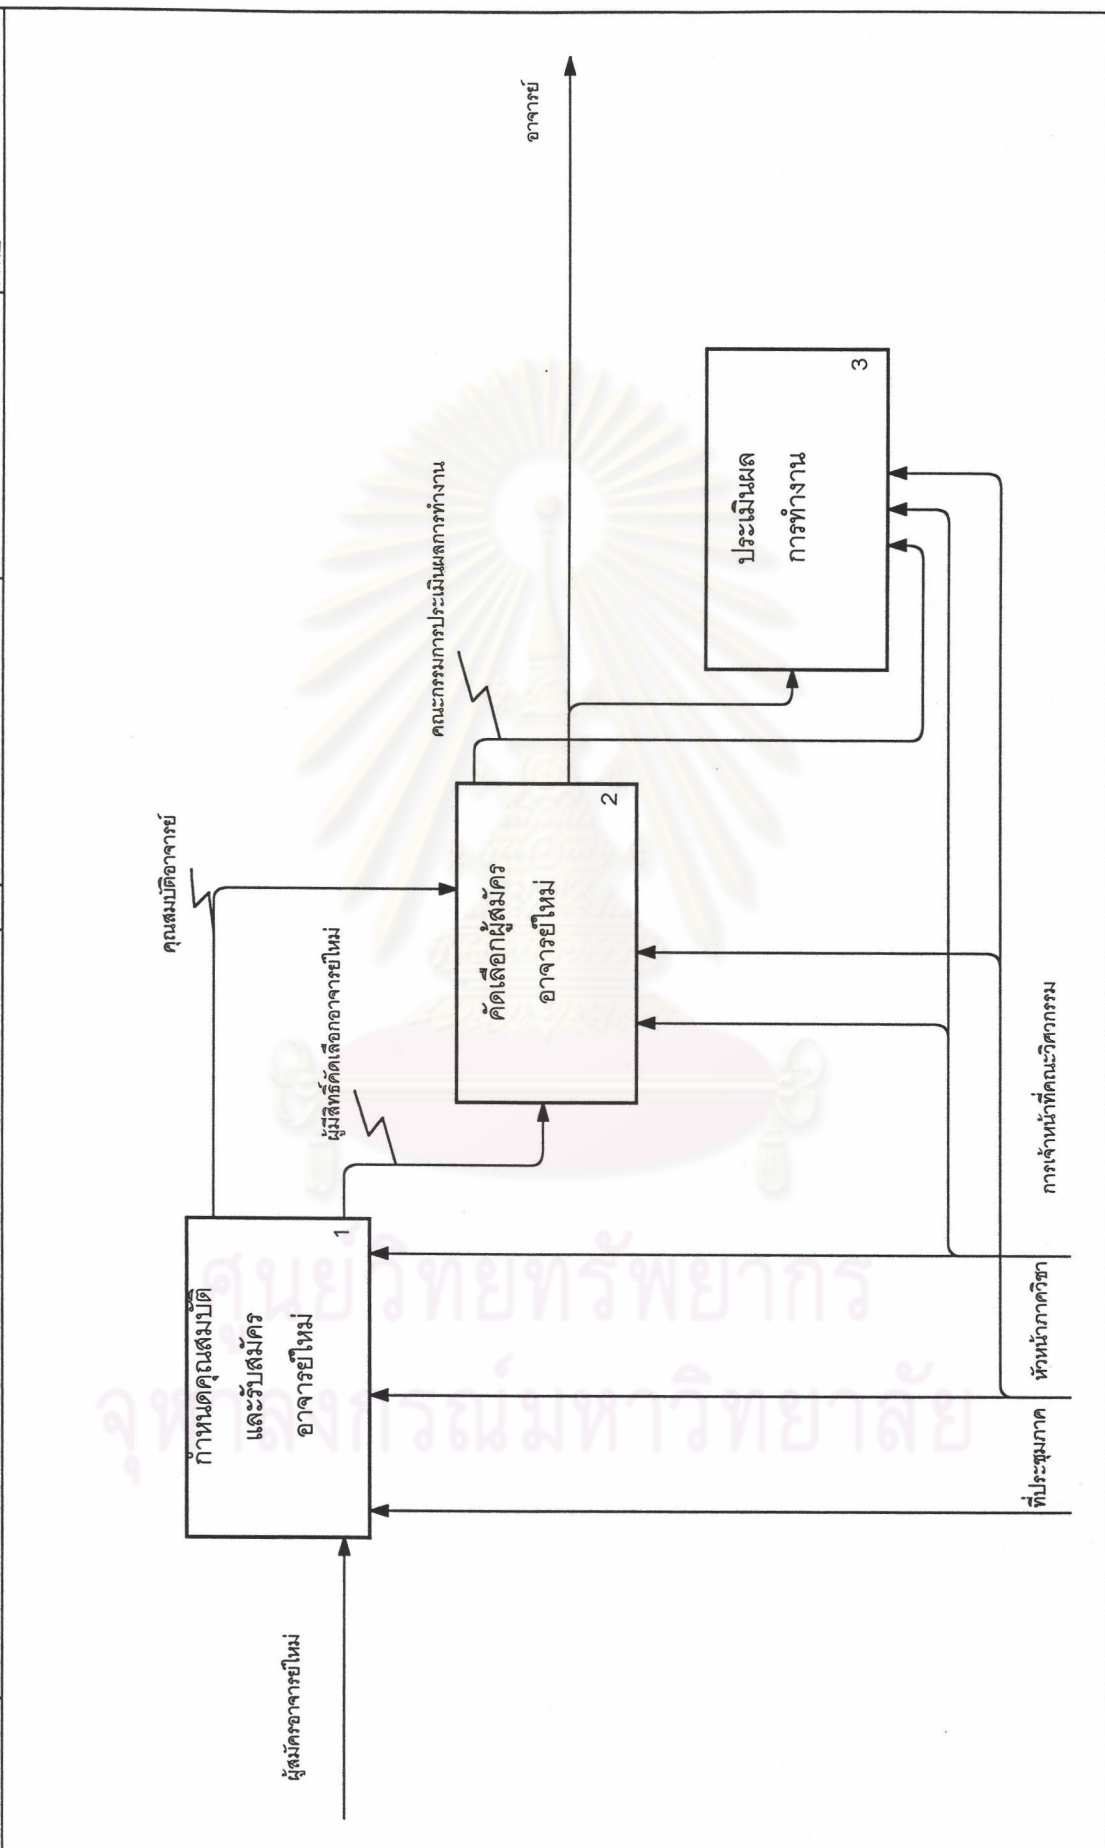 ผู้สมัครอาจารย์ใหม่
กำหนดคุณสมบัติ
และรับสมัคร
อาจารย์ใหม่
1
คุณสมบัติอาจารย์
ผู้มีสิทธิ์คัดเลือกอาจารย์ใหม่
คัดเลือกผู้สมัคร
อาจารย์ใหม่
2
คณะกรรมการประเมินผลการทำงาน
อาจารย์
ประเมินผล
การทำงาน
3
ที่ประชุมภาค
หัวหน้าภาควิชา
การเจ้าหน้าที่คณะวิศวกรรม
ศูนย์วิทยทรัพยากร
จุฬาลงกรณ์มหาวิทยาลัย